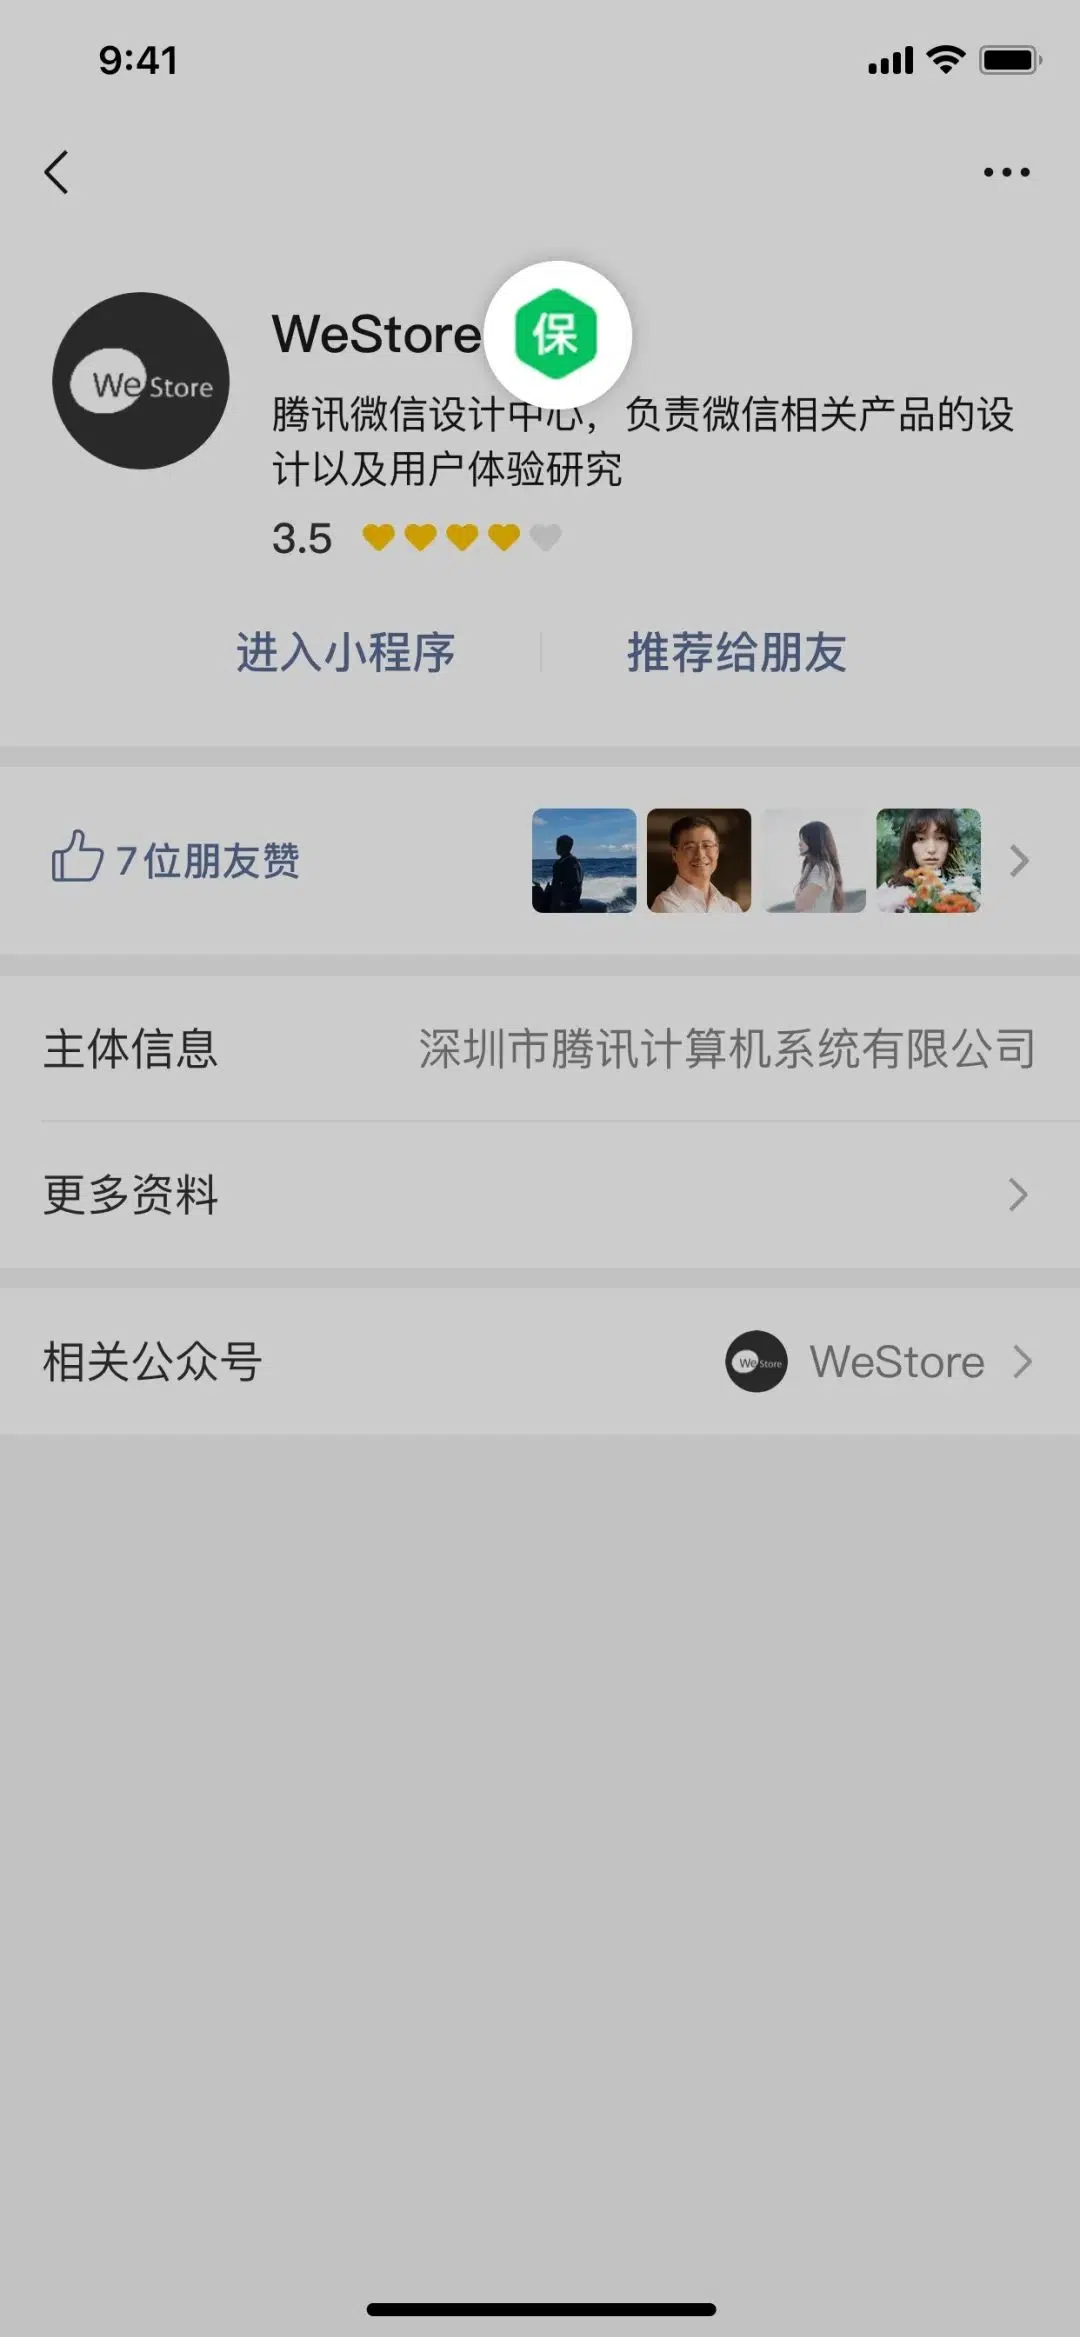 9:41
WeStore 保
We Store
腾讯微信设计中心，负责微信相关产品的设
计以及用户体验研究
3.5
进入小程序 推荐给朋友
7位朋友赞
主体信息 深圳市腾讯计算机系统有限公司
更多资料
相关公众号 We Store WeStore